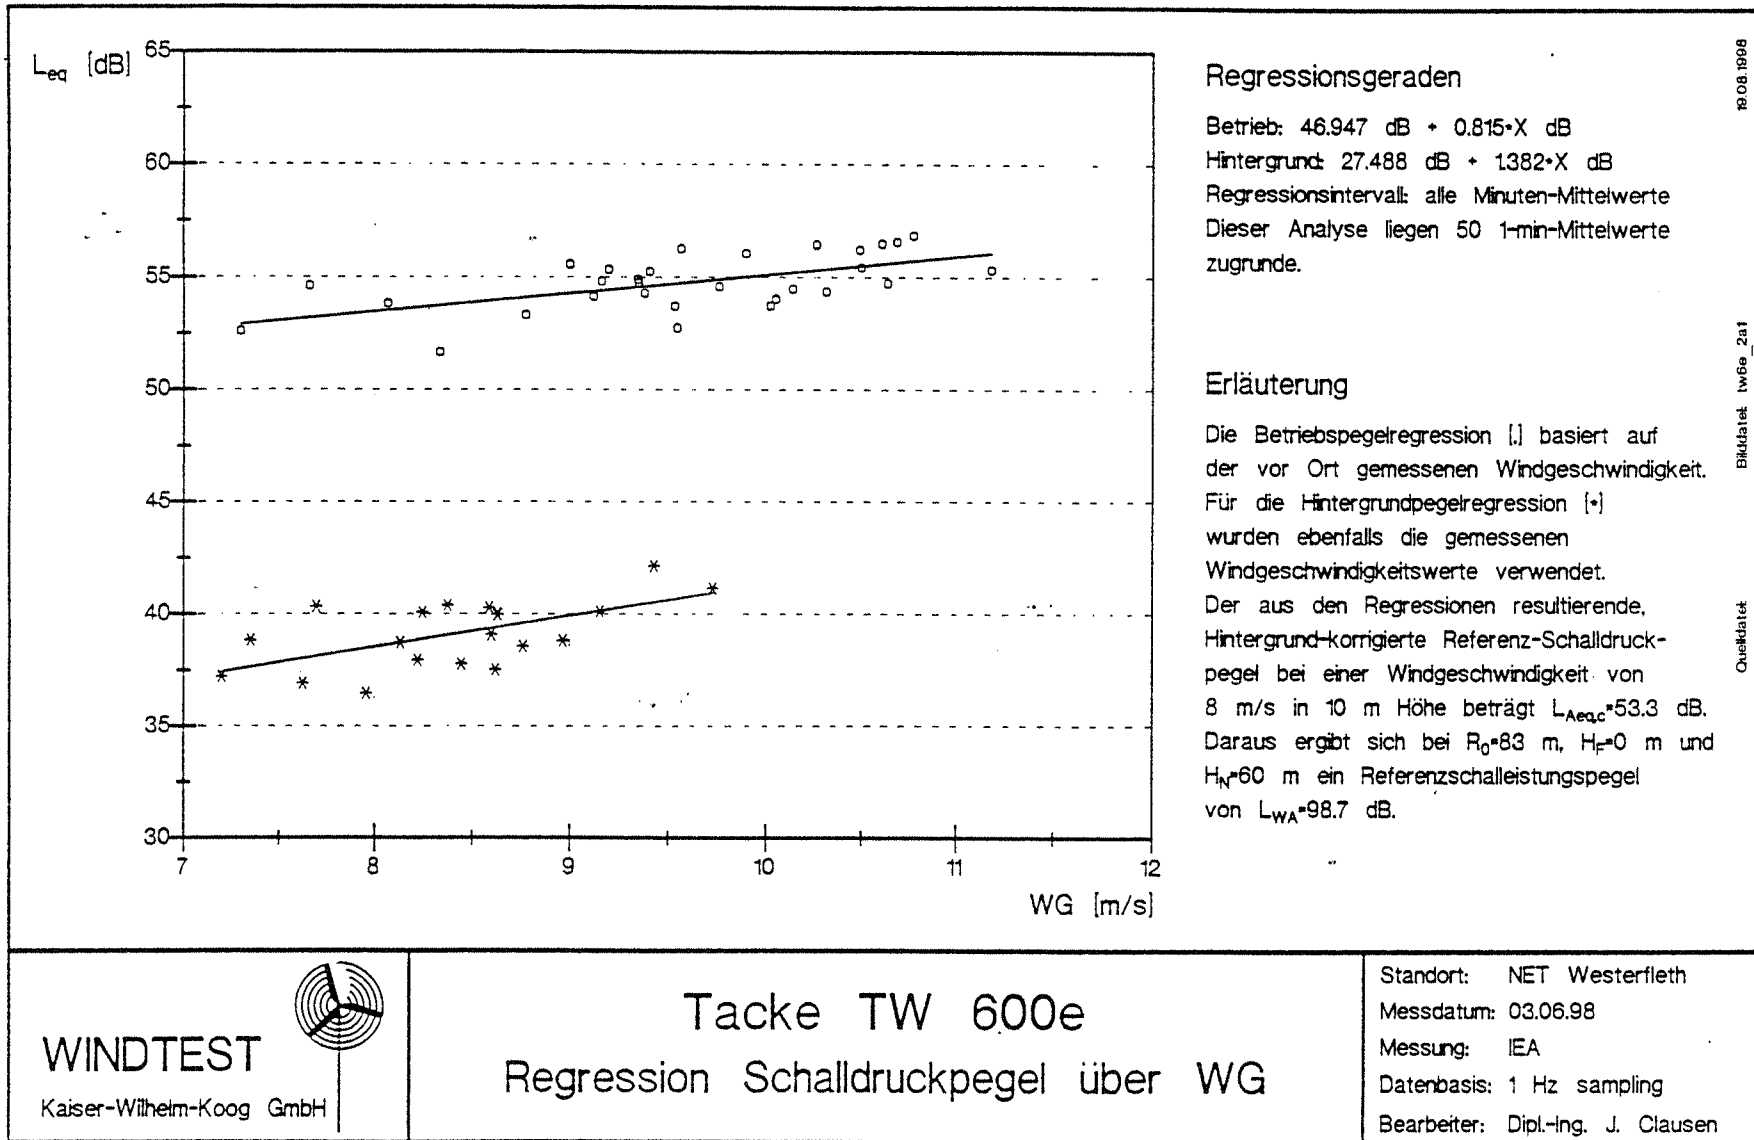 L_eq [dB]
65
60
55
50
45
40
35
30
7 8 9 10 11 12
WG [m/s]
Regressionsgeraden
Betrieb: 46.947 dB + 0.815*X dB
Hintergrund: 27.488 dB + 1.382*X dB
Regressionsintervall: alle Minuten-Mittelwerte
Dieser Analyse liegen 50 1-min-Mittelwerte
zugrunde.
Erläuterung
Die Betriebspegelregression [.] basiert auf
der vor Ort gemessenen Windgeschwindigkeit.
Für die Hintergrundpegelregression [*]
wurden ebenfalls die gemessenen
Windgeschwindigkeitswerte verwendet.
Der aus den Regressionen resultierende,
Hintergrund-korrigierte Referenz-Schalldruck-
pegel bei einer Windgeschwindigkeit von
8 m/s in 10 m Höhe beträgt L_Aeq,c=53.3 dB.
Daraus ergibt sich bei R_0=83 m, H_F=0 m und
H_N=60 m ein Referenzschalleistungspegel
von L_WA=98.7 dB.
19.08.1998
Bilddatei: tw6e_2a1
Quelldatei:
WINDTEST
Kaiser-Wilhelm-Koog GmbH
Tacke TW 600e
Regression Schalldruckpegel über WG
Standort: NET Westerfleth
Messdatum: 03.06.98
Messung: IEA
Datenbasis: 1 Hz sampling
Bearbeiter: Dipl.-Ing. J. Clausen